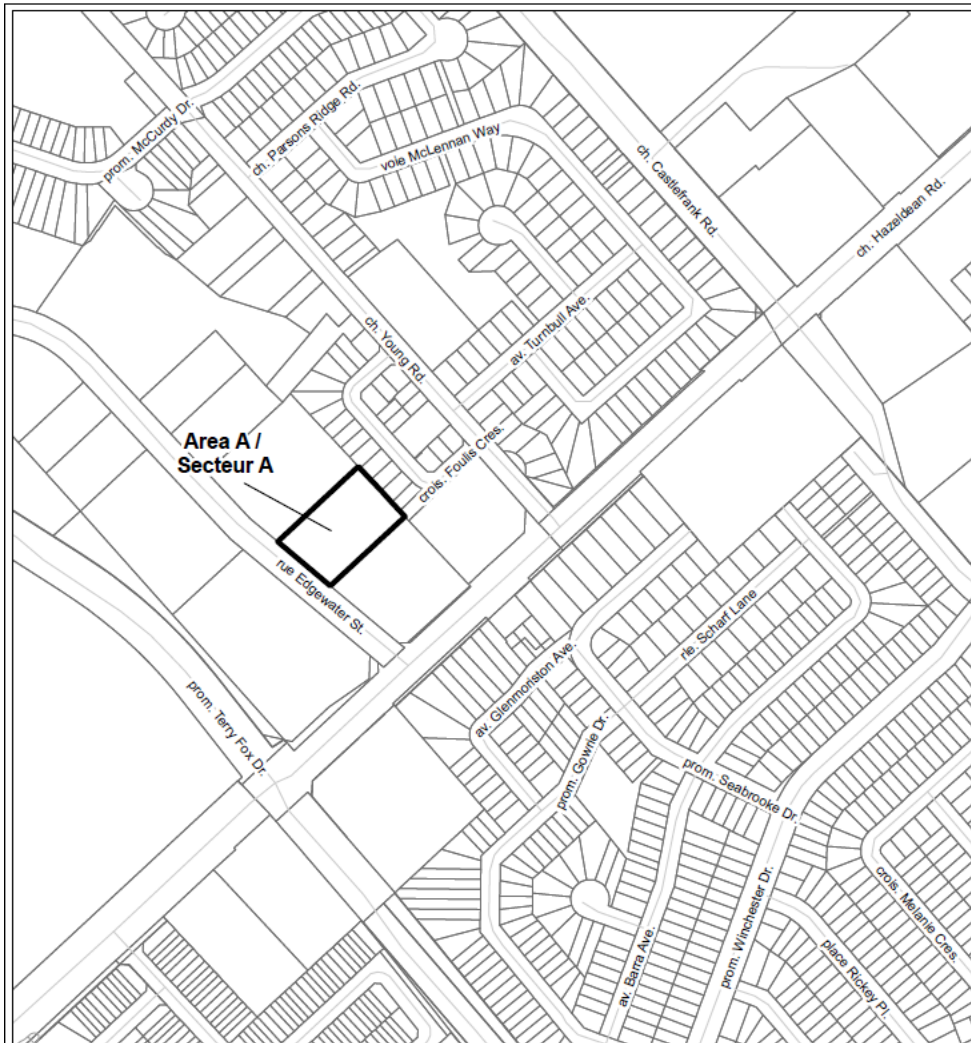 prom. McCurdy Dr.
ch. Parsons Ridge Rd.
voie McLennan Way
ch. Castlefrank Rd.
ch. Hazeldean Rd.
av. Turnbull Ave.
ch. Young Rd.
crois. Foulis Cres.
Area A /
Secteur A
rue Edgewater St.
prom. Terry Fox Dr.
av. Glenmoriston Ave.
rle. Scharf Lane
prom. Gowrie Dr.
prom. Seabrooke Dr.
prom. Winchester Dr.
av. Barra Ave.
crois. Melanie Cres.
place Rickey Pl.